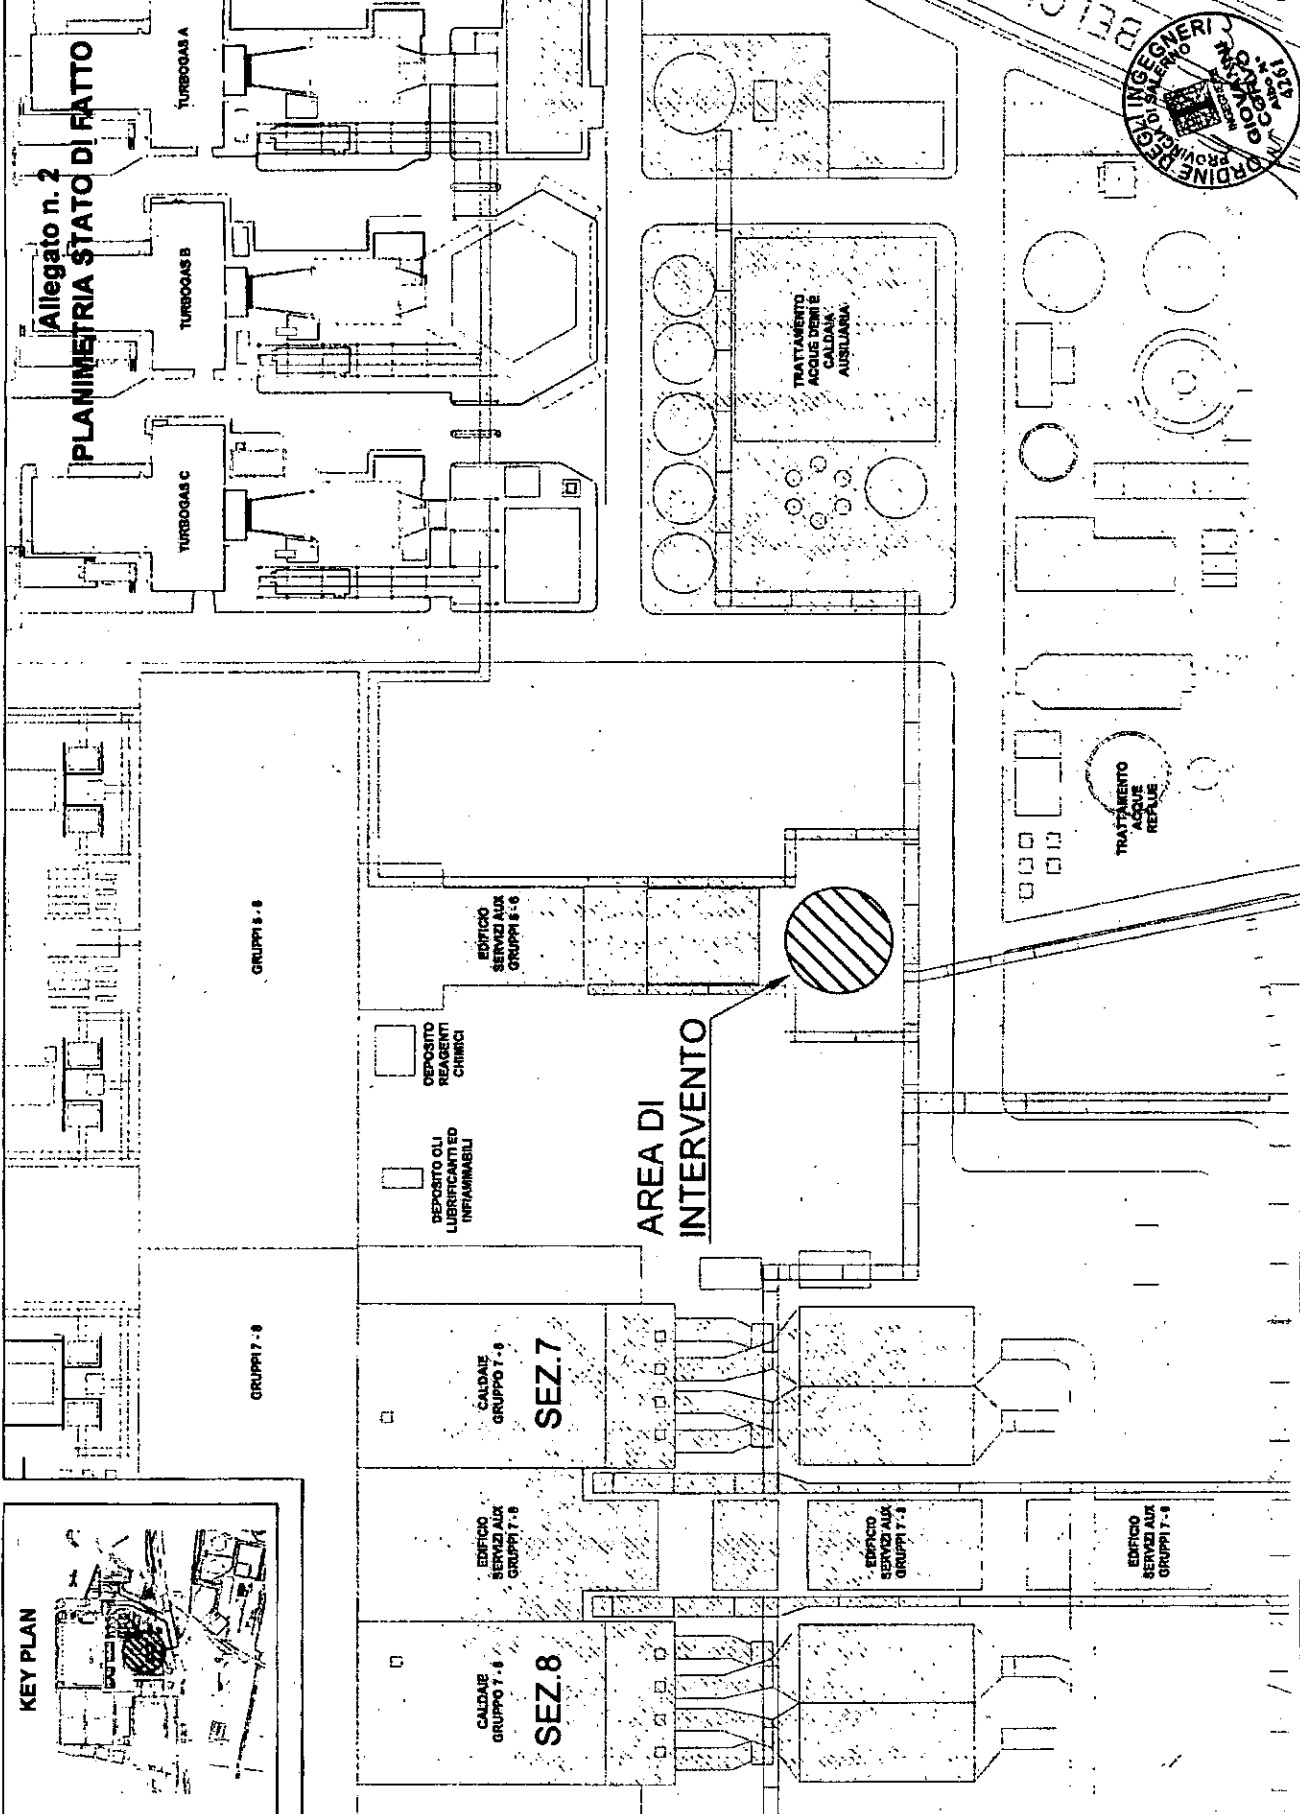 Allegato n. 2
PLANIMETRIA STATO DI FATTO
TURBOGAS A
TURBOGAS B
TURBOGAS C
TRATTAMENTO
ACQUE DEMI E
CALDAIA
AUSILIARIA
TRATTAMENTO
ACQUE
REFLUE
GRUPPI 5 - 6
EDIFICIO
SERVIZI AUX
GRUPPI 5 - 6
DEPOSITO
REAGENTI
CHIMICI
DEPOSITO OLI
LUBRIFICANTI ED
INFIAMMABILI
AREA DI
INTERVENTO
GRUPPI 7 - 8
CALDAIE
GRUPPO 7 - 8
SEZ.7
EDIFICIO
SERVIZI AUX
GRUPPI 7 - 8
EDIFICIO
SERVIZI AUX
GRUPPI 7 - 8
EDIFICIO
SERVIZI AUX
GRUPPI 7 - 8
CALDAIE
GRUPPO 7 - 8
SEZ.8
KEY PLAN
ORDINE DEGLI INGEGNERI
PROVINCIA DI SALERNO
GIOVANNI
Albo n°
4261